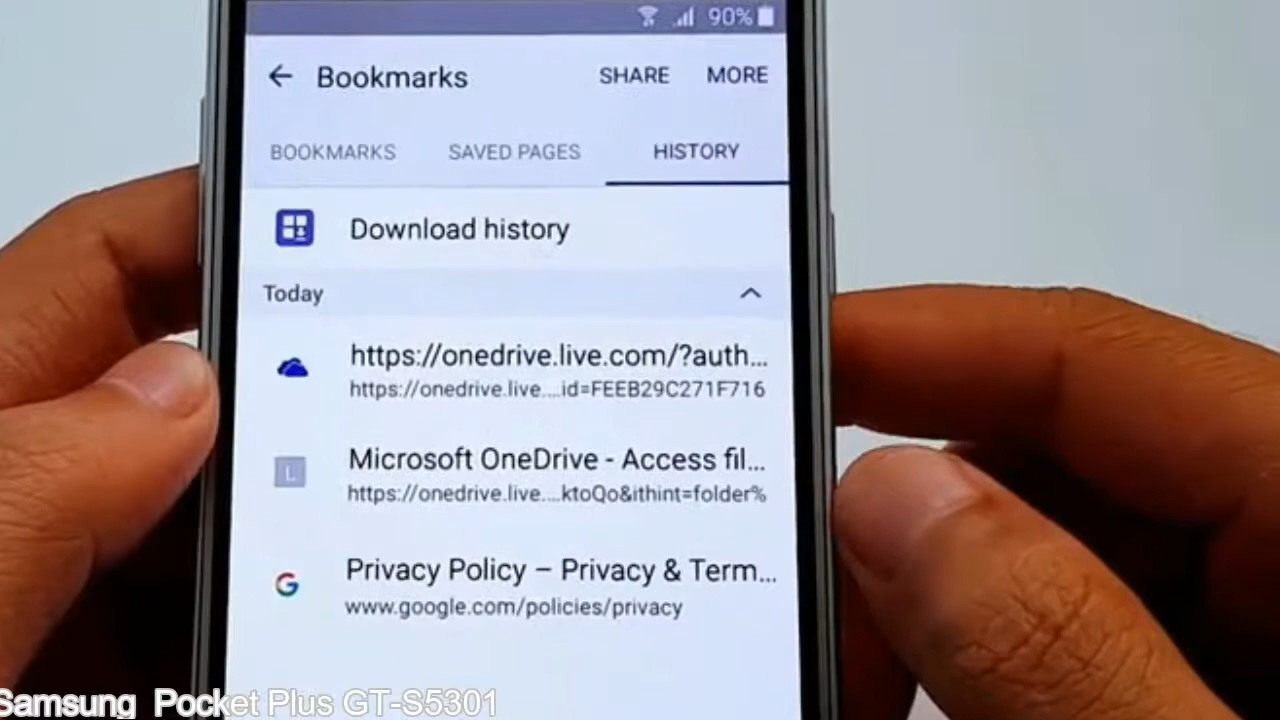 90%
Bookmarks SHARE MORE
BOOKMARKS SAVED PAGES HISTORY
Download history
Today
https://onedrive.live.com/?auth...
https://onedrive.live....id=FEEB29C271F716
L
Microsoft OneDrive - Access fil...
https://onedrive.live....ktoQo&ithint=folder%
G
Privacy Policy – Privacy & Term...
www.google.com/policies/privacy
Samsung Pocket Plus GT-S5301